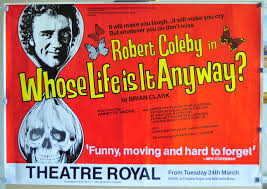 it will make you laugh...it will make you cry
But whatever you do don't miss
Robert Coleby in
Whose Life is It Anyway?
by BRIAN CLARK
"Funny, moving and hard to forget"
- NEW STATESMAN
THEATRE ROYAL
From Tuesday 24th March